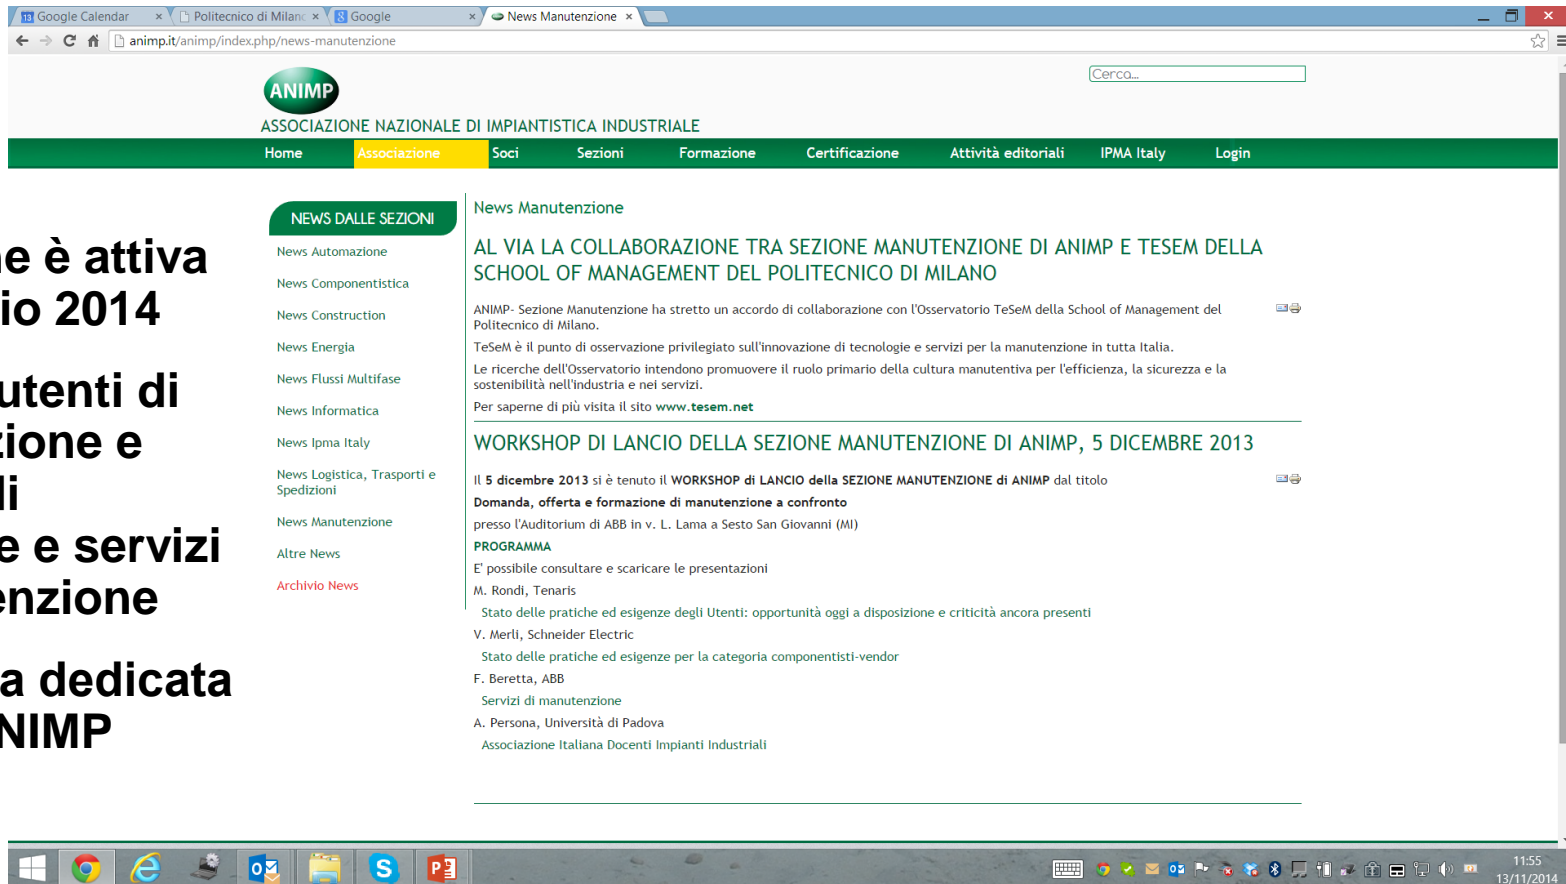 Google Calendar
Politecnico di Milano
Google
News Manutenzione
animp.it/animp/index.php/news-manutenzione
ANIMP
Cerca...
ASSOCIAZIONE NAZIONALE DI IMPIANTISTICA INDUSTRIALE
Home Associazione Soci Sezioni Formazione Certificazione Attività editoriali IPMA Italy Login
ne è attiva
io 2014
utenti di
zione e
li
e e servizi
enzione
a dedicata
NIMP
NEWS DALLE SEZIONI
News Automazione
News Componentistica
News Construction
News Energia
News Flussi Multifase
News Informatica
News Ipma Italy
News Logistica, Trasporti e
Spedizioni
News Manutenzione
Altre News
Archivio News
News Manutenzione
AL VIA LA COLLABORAZIONE TRA SEZIONE MANUTENZIONE DI ANIMP E TESEM DELLA
SCHOOL OF MANAGEMENT DEL POLITECNICO DI MILANO
ANIMP- Sezione Manutenzione ha stretto un accordo di collaborazione con l'Osservatorio TeSeM della School of Management del
Politecnico di Milano.
TeSeM è il punto di osservazione privilegiato sull'innovazione di tecnologie e servizi per la manutenzione in tutta Italia.
Le ricerche dell'Osservatorio intendono promuovere il ruolo primario della cultura manutentiva per l'efficienza, la sicurezza e la
sostenibilità nell'industria e nei servizi.
Per saperne di più visita il sito www.tesem.net
WORKSHOP DI LANCIO DELLA SEZIONE MANUTENZIONE DI ANIMP, 5 DICEMBRE 2013
Il 5 dicembre 2013 si è tenuto il WORKSHOP di LANCIO della SEZIONE MANUTENZIONE di ANIMP dal titolo
Domanda, offerta e formazione di manutenzione a confronto
presso l'Auditorium di ABB in v. L. Lama a Sesto San Giovanni (MI)
PROGRAMMA
E' possibile consultare e scaricare le presentazioni
M. Rondi, Tenaris
Stato delle pratiche ed esigenze degli Utenti: opportunità oggi a disposizione e criticità ancora presenti
V. Merli, Schneider Electric
Stato delle pratiche ed esigenze per la categoria componentisti-vendor
F. Beretta, ABB
Servizi di manutenzione
A. Persona, Università di Padova
Associazione Italiana Docenti Impianti Industriali
11:55
13/11/2014